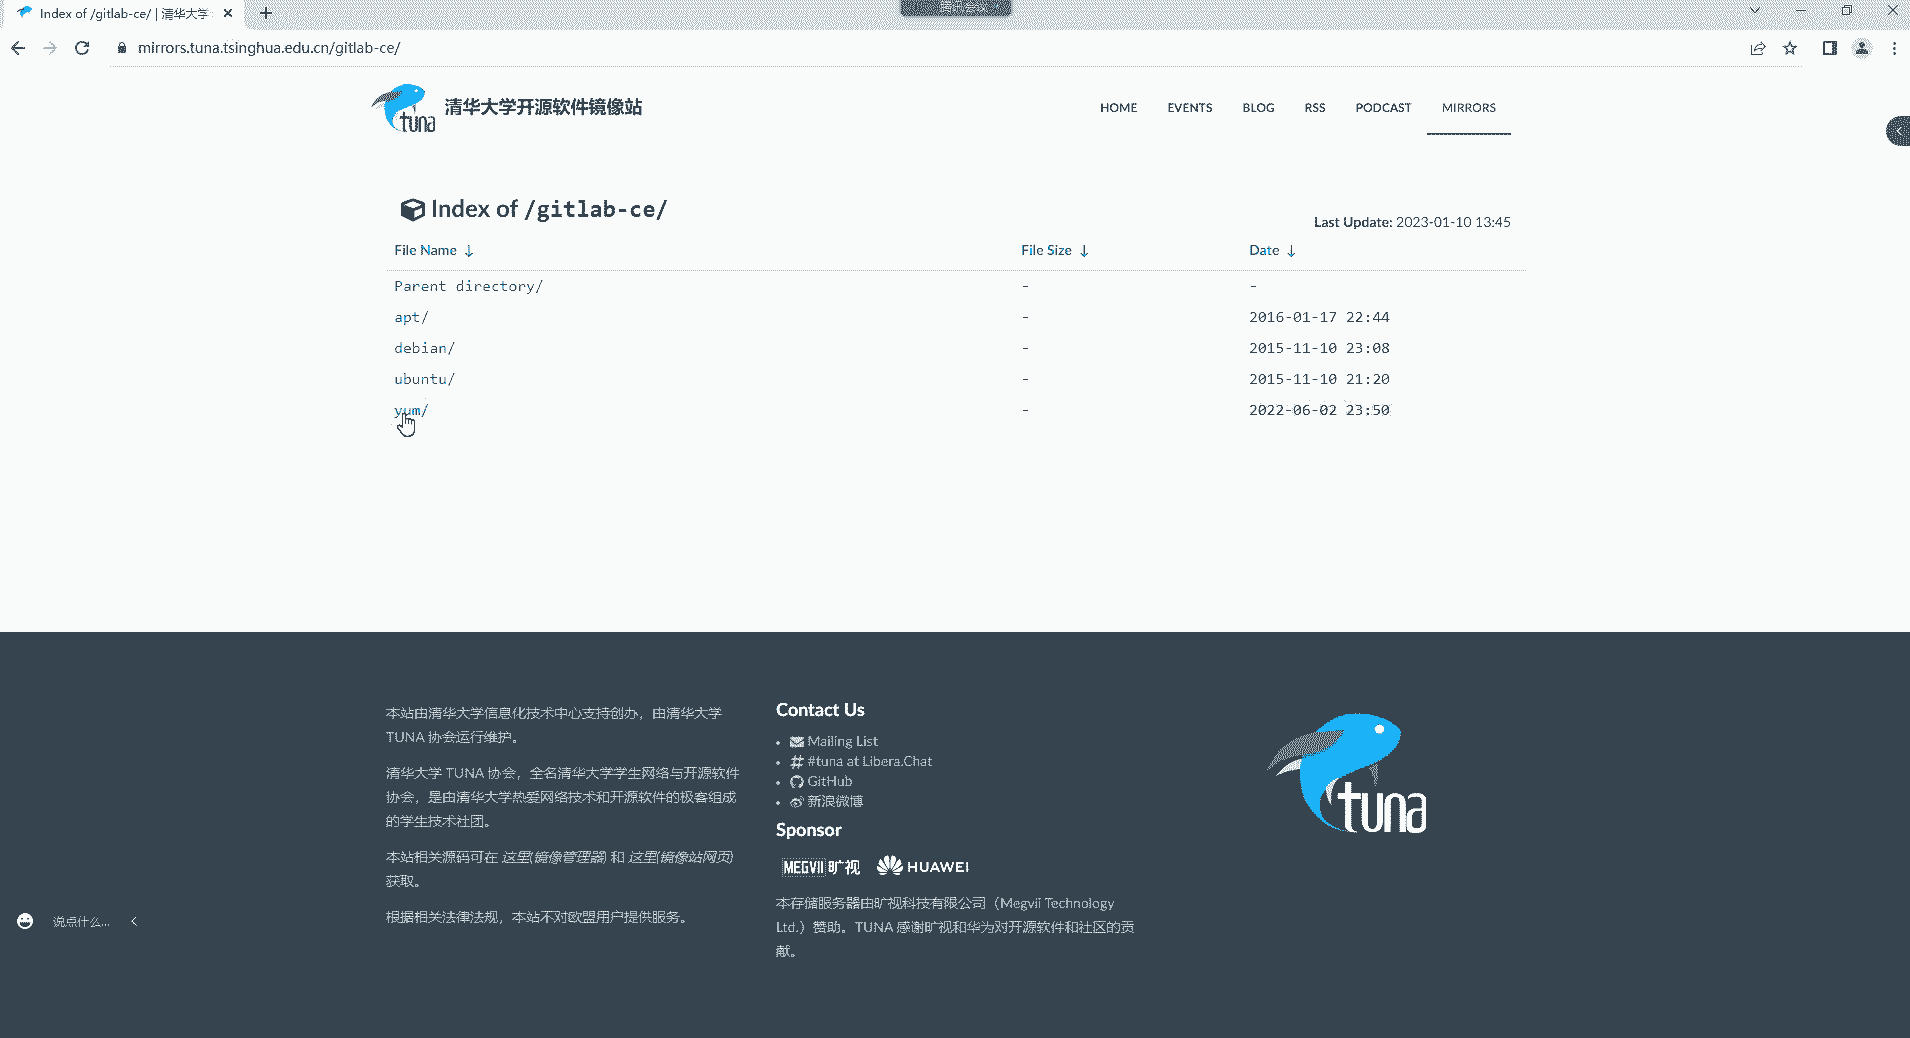 Index of /gitlab-ce/ | 清华大学
腾讯会议
mirrors.tuna.tsinghua.edu.cn/gitlab-ce/
tuna 清华大学开源软件镜像站
HOME EVENTS BLOG RSS PODCAST MIRRORS
Index of /gitlab-ce/
Last Update: 2023-01-10 13:45
File Name ↓ File Size ↓ Date ↓
Parent directory/ - -
apt/ - 2016-01-17 22:44
debian/ - 2015-11-10 23:08
ubuntu/ - 2015-11-10 21:20
yum/ - 2022-06-02 23:50
本站由清华大学信息化技术中心支持创办，由清华大学
TUNA 协会运行维护。
清华大学 TUNA 协会，全名清华大学学生网络与开源软件
协会，是由清华大学热爱网络技术和开源软件的极客组成
的学生技术社团。
本站相关源码可在 这里(镜像管理器) 和 这里(镜像站网页)
获取。
根据相关法律法规，本站不对欧盟用户提供服务。
Contact Us
Mailing List
#tuna at Libera.Chat
GitHub
新浪微博
Sponsor
MEGVII 旷视 HUAWEI
本存储服务器由旷视科技有限公司（Megvii Technology
Ltd.）赞助。TUNA 感谢旷视和华为对开源软件和社区的贡
献。
tuna
说点什么...